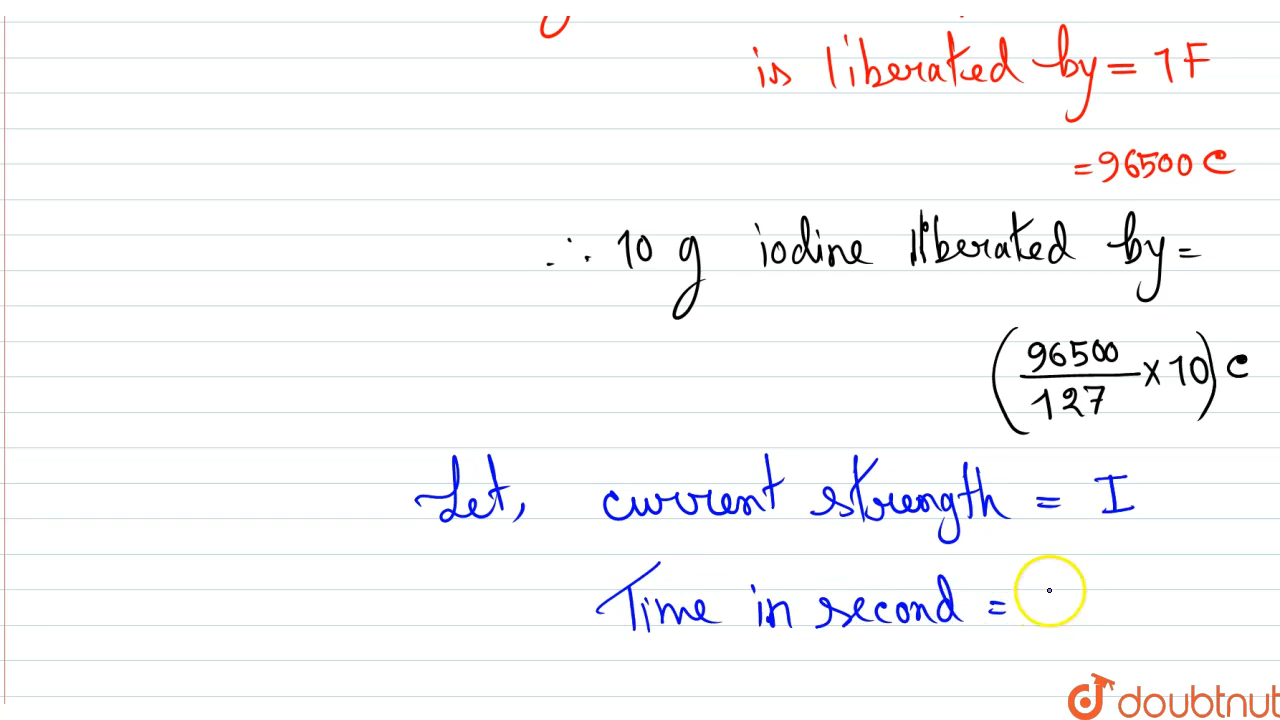 is liberated by = 1F
= 96500 C
∴ 10 g iodine liberated by =
(96500/127 × 10) C
Let, current strength = I
Time in second =
doubtnut